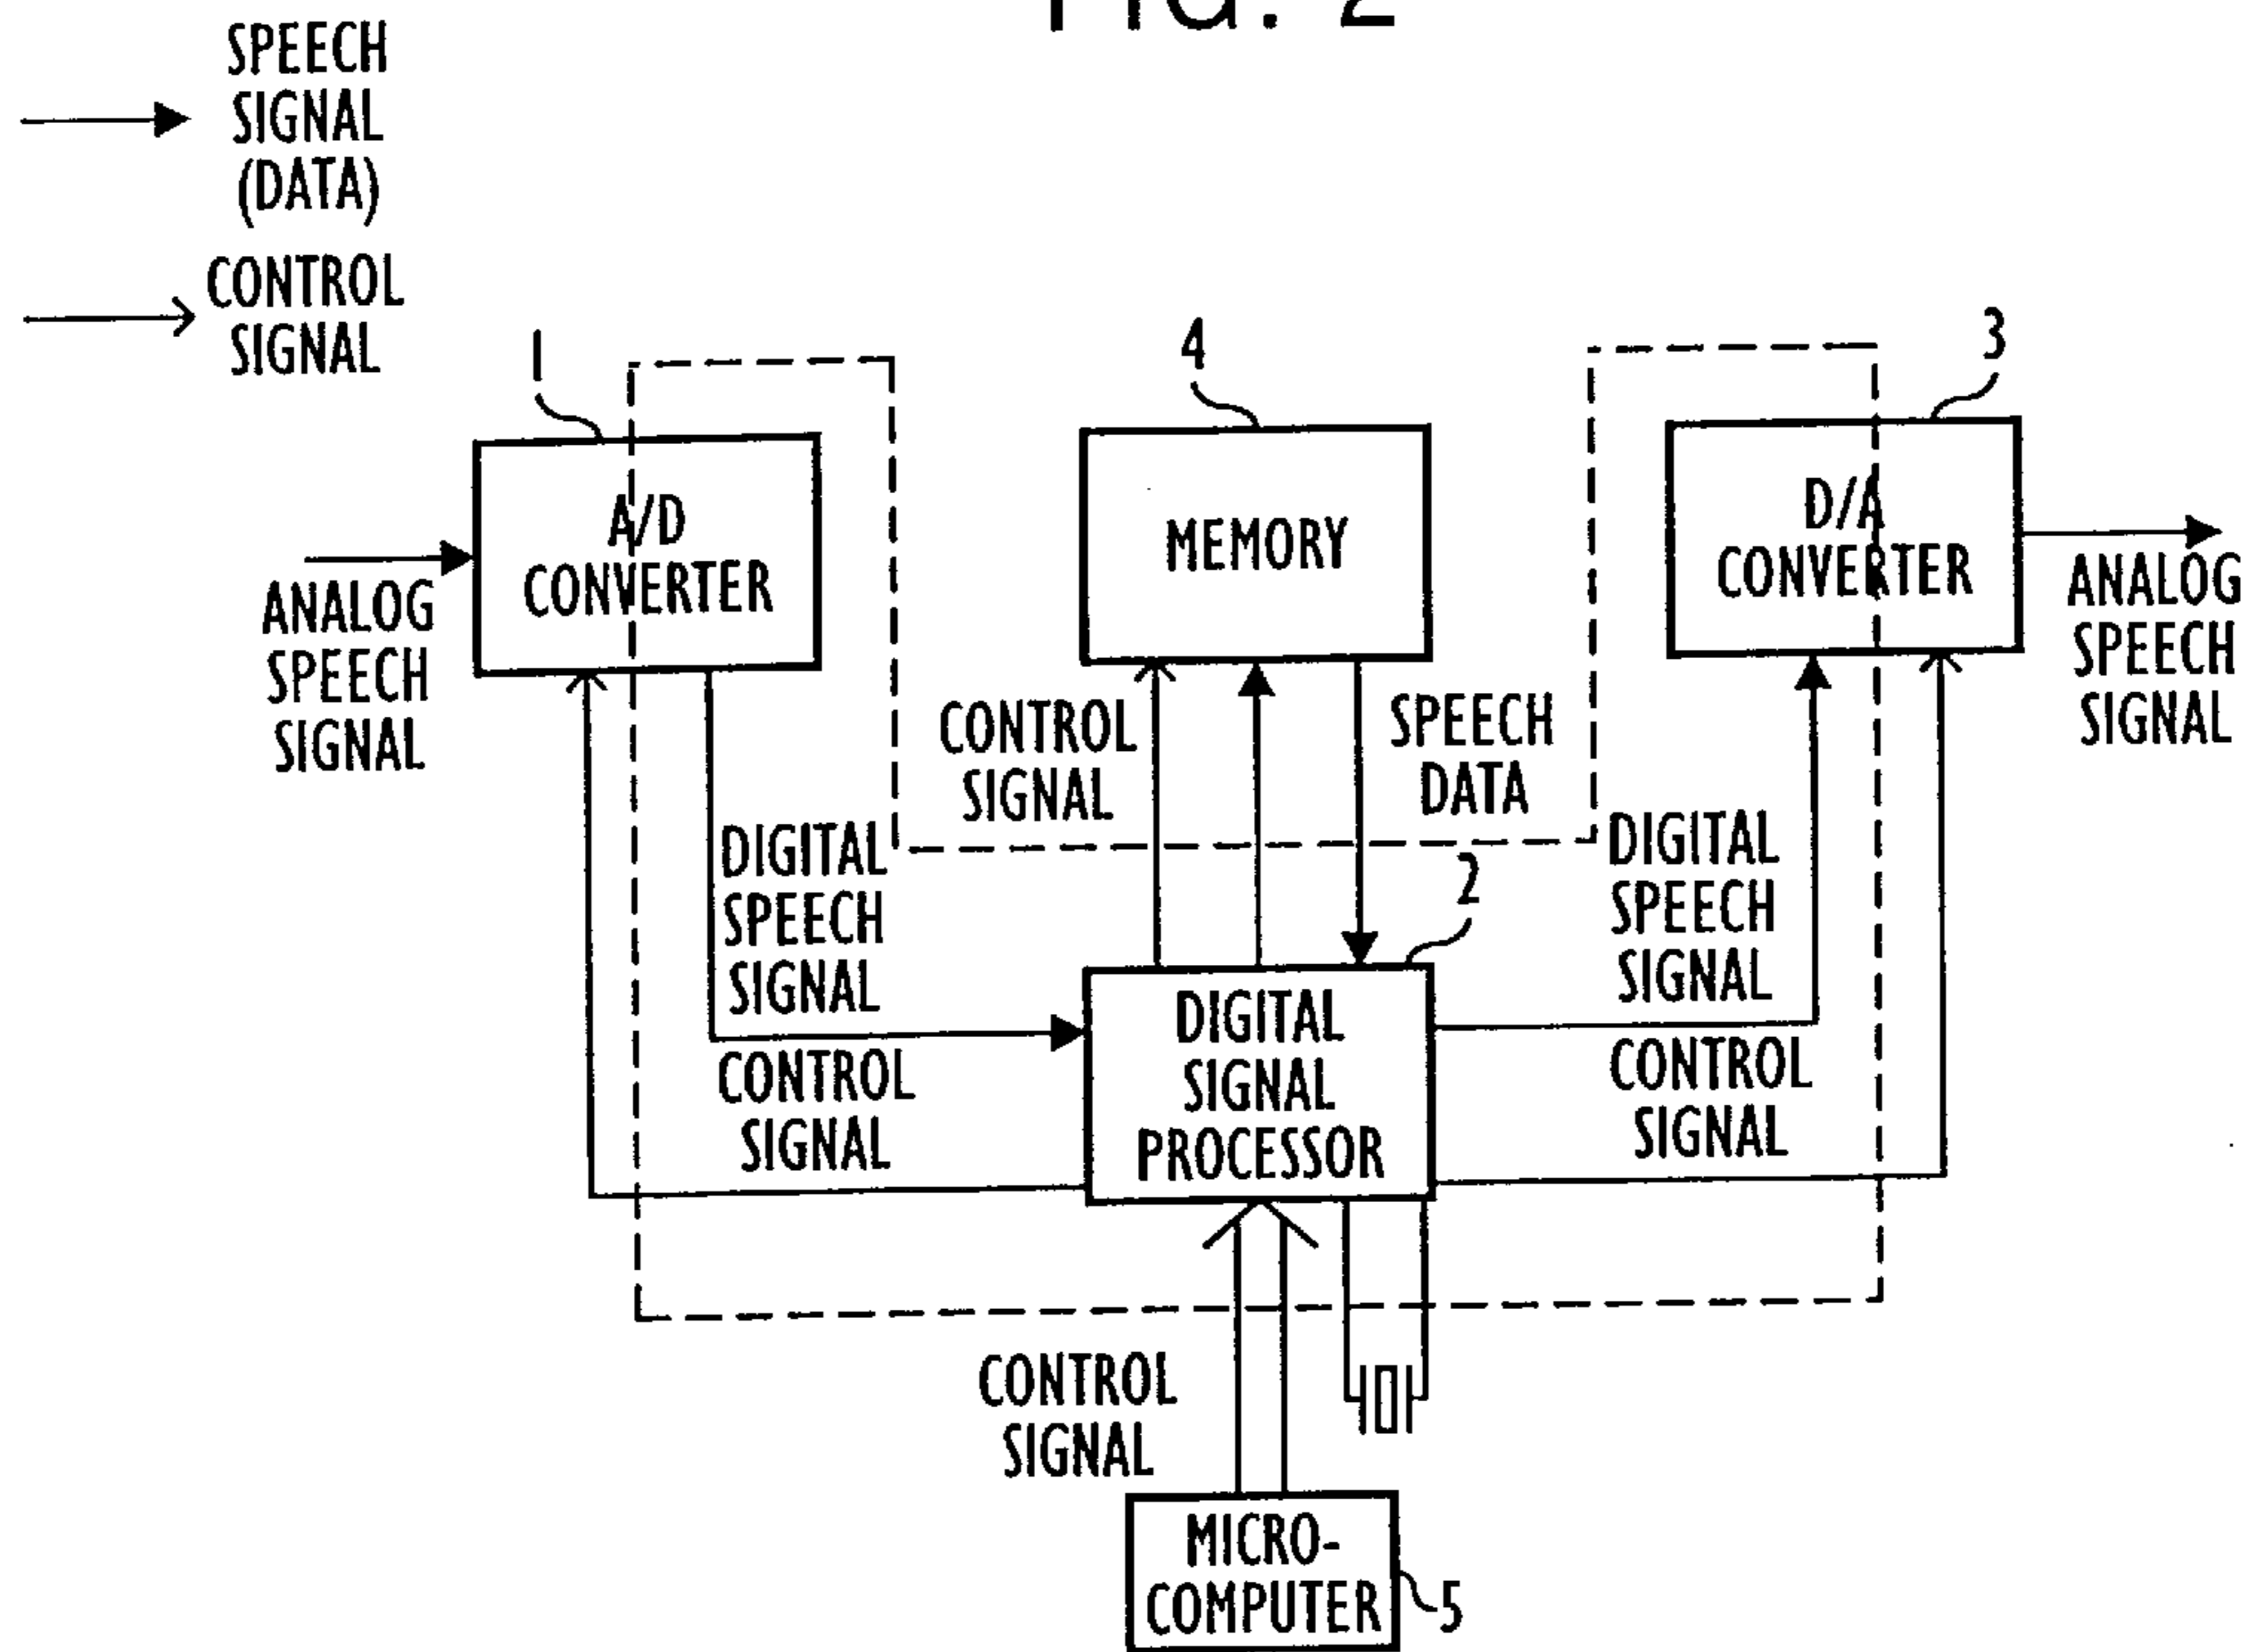 FIG. 2
SPEECH
SIGNAL
(DATA)
CONTROL
SIGNAL
1
4
3
A/D
CONVERTER
MEMORY
D/A
CONVERTER
ANALOG
SPEECH
SIGNAL
ANALOG
SPEECH
SIGNAL
CONTROL
SIGNAL
SPEECH
DATA
DIGITAL
SPEECH
SIGNAL
2
DIGITAL
SPEECH
SIGNAL
CONTROL
SIGNAL
DIGITAL
SIGNAL
PROCESSOR
CONTROL
SIGNAL
CONTROL
SIGNAL
MICRO-
COMPUTER
5